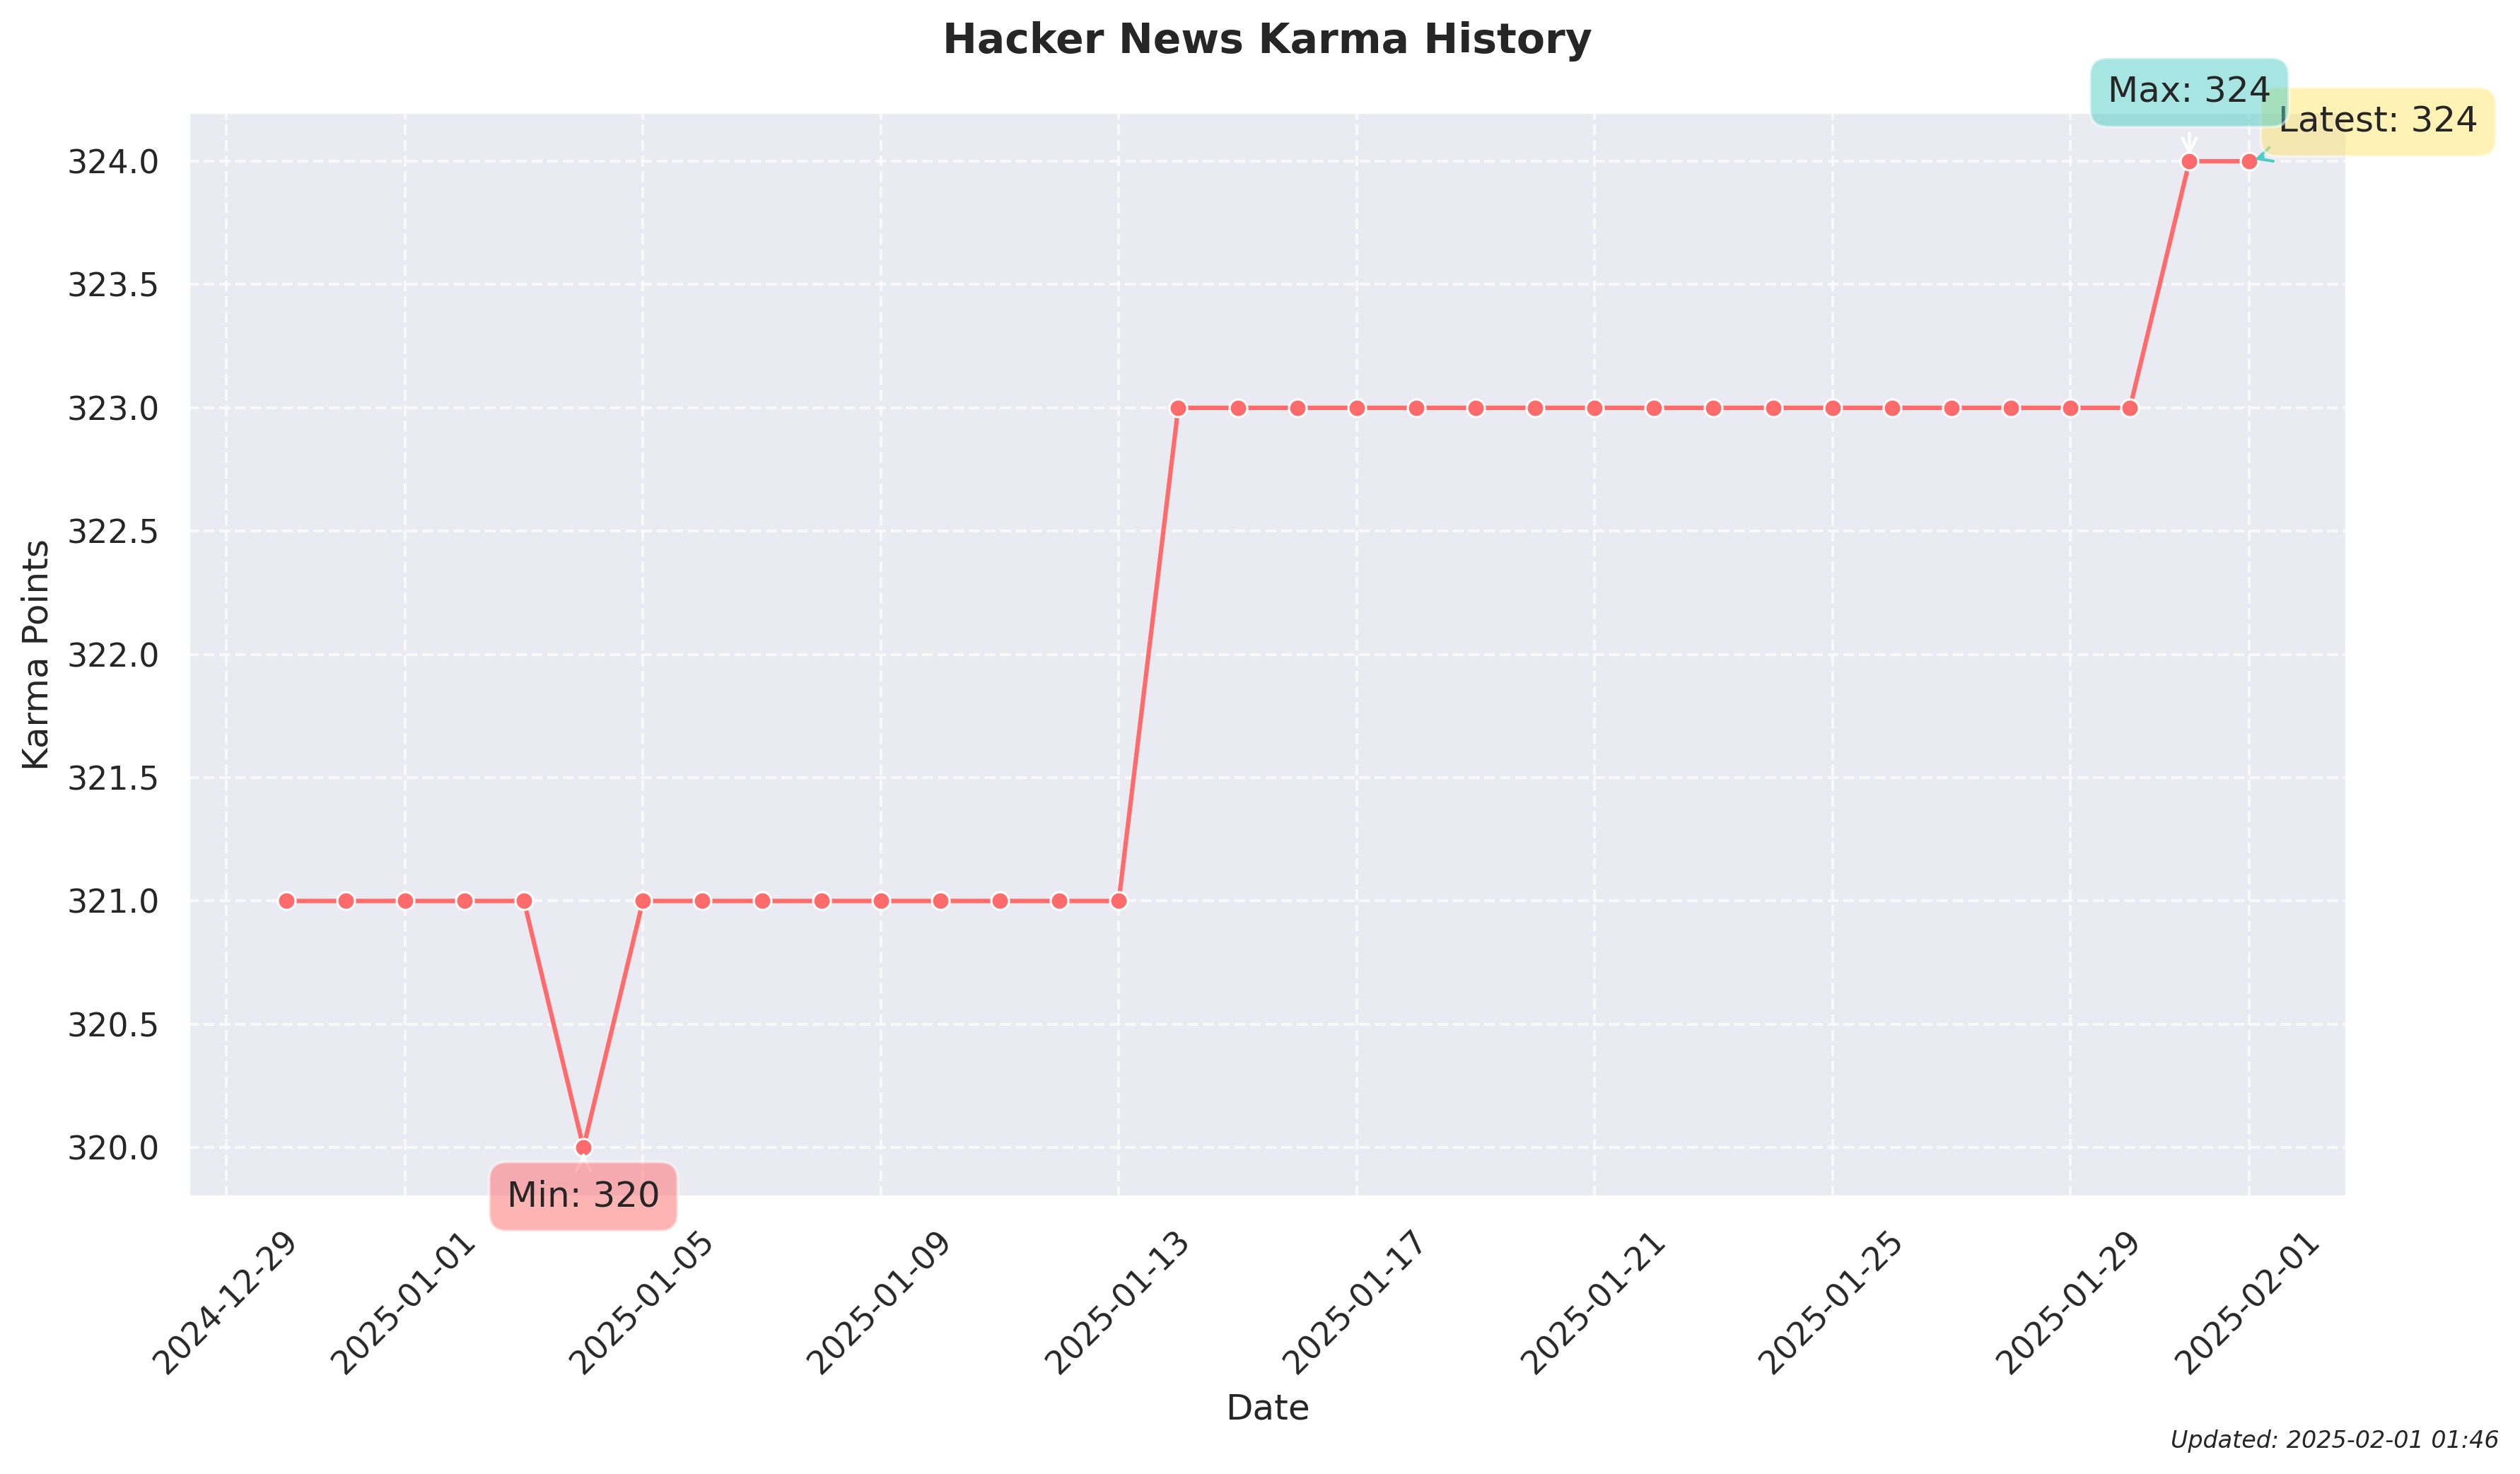 Hacker News Karma History
Max: 324
Latest: 324
324.0
323.5
323.0
322.5
322.0
321.5
321.0
320.5
320.0
Karma Points
Min: 320
2024-12-29
2025-01-01
2025-01-05
2025-01-09
2025-01-13
2025-01-17
2025-01-21
2025-01-25
2025-01-29
2025-02-01
Date
Updated: 2025-02-01 01:46